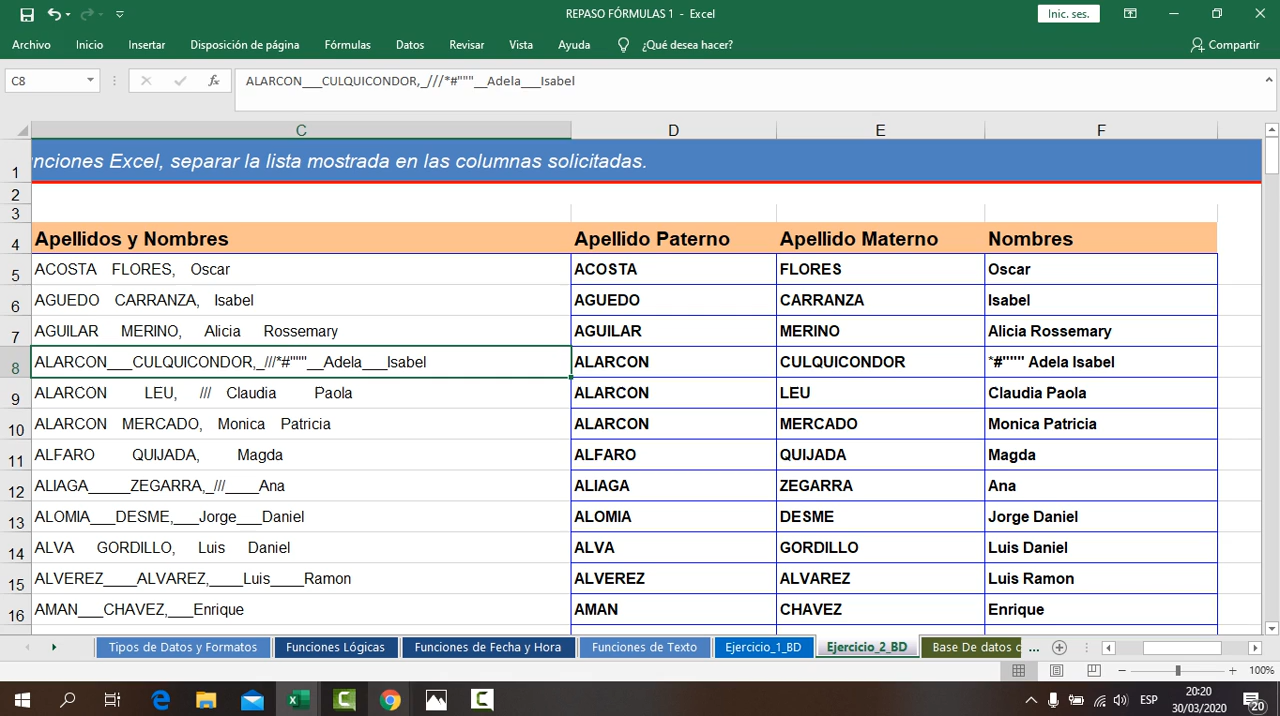 REPASO FÓRMULAS 1 - Excel
Inic. ses.
Archivo Inicio Insertar Disposición de página Fórmulas Datos Revisar Vista Ayuda ¿Qué desea hacer? Compartir
C8 fx ALARCON___CULQUICONDOR,_///*#"""__Adela___Isabel
C D E F
1 unciones Excel, separar la lista mostrada en las columnas solicitadas.
2
3
4 Apellidos y Nombres Apellido Paterno Apellido Materno Nombres
5 ACOSTA FLORES, Oscar ACOSTA FLORES Oscar
6 AGUEDO CARRANZA, Isabel AGUEDO CARRANZA Isabel
7 AGUILAR MERINO, Alicia Rossemary AGUILAR MERINO Alicia Rossemary
8 ALARCON___CULQUICONDOR,_///*#"""__Adela___Isabel ALARCON CULQUICONDOR *#""" Adela Isabel
9 ALARCON LEU, /// Claudia Paola ALARCON LEU Claudia Paola
10 ALARCON MERCADO, Monica Patricia ALARCON MERCADO Monica Patricia
11 ALFARO QUIJADA, Magda ALFARO QUIJADA Magda
12 ALIAGA_____ZEGARRA,_///____Ana ALIAGA ZEGARRA Ana
13 ALOMIA___DESME,___Jorge___Daniel ALOMIA DESME Jorge Daniel
14 ALVA GORDILLO, Luis Daniel ALVA GORDILLO Luis Daniel
15 ALVEREZ____ALVAREZ,____Luis____Ramon ALVEREZ ALVAREZ Luis Ramon
16 AMAN___CHAVEZ,___Enrique AMAN CHAVEZ Enrique
Tipos de Datos y Formatos Funciones Lógicas Funciones de Fecha y Hora Funciones de Texto Ejercicio_1_BD Ejercicio_2_BD Base De datos c ...
100%
ESP 20:20
30/03/2020 20